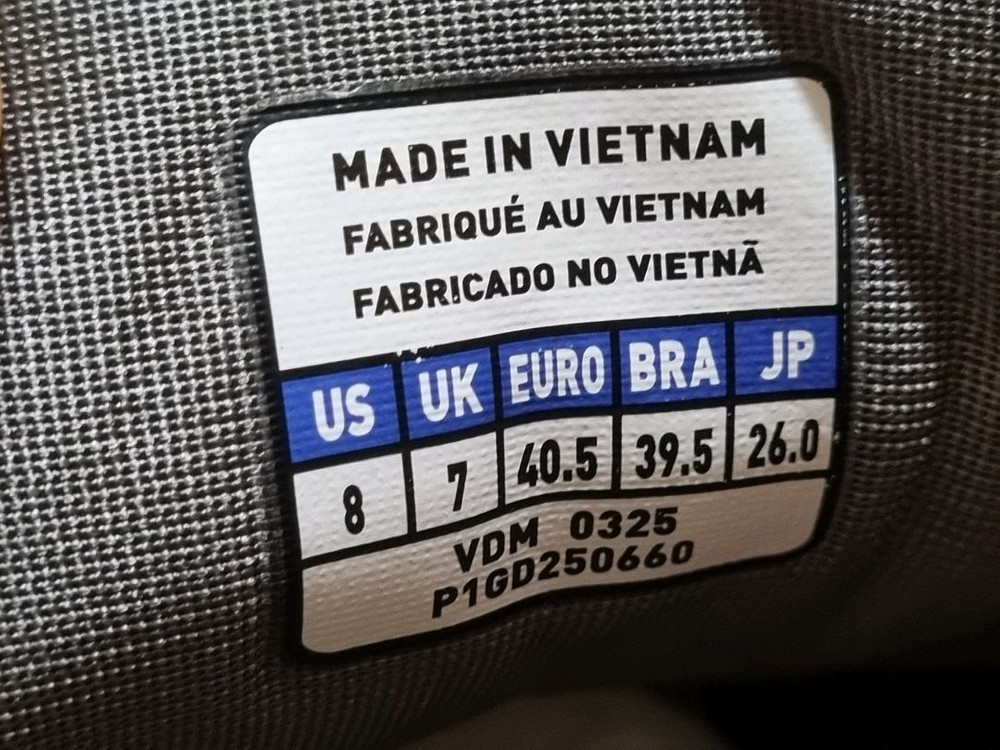 MADE IN VIETNAM
FABRIQUÉ AU VIETNAM
FABRICADO NO VIETNÃ
US UK EURO BRA JP
8 7 40.5 39.5 26.0
VDM 0325
P1GD250660